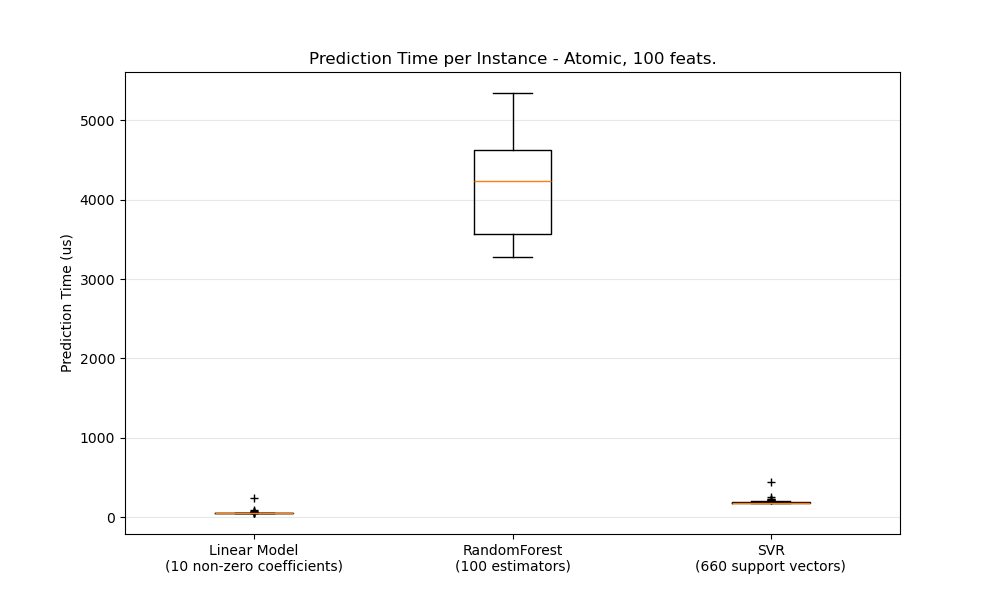 Prediction Time per Instance - Atomic, 100 feats.
Prediction Time (us)
5000
4000
3000
2000
1000
0
Linear Model
(10 non-zero coefficients)
RandomForest
(100 estimators)
SVR
(660 support vectors)